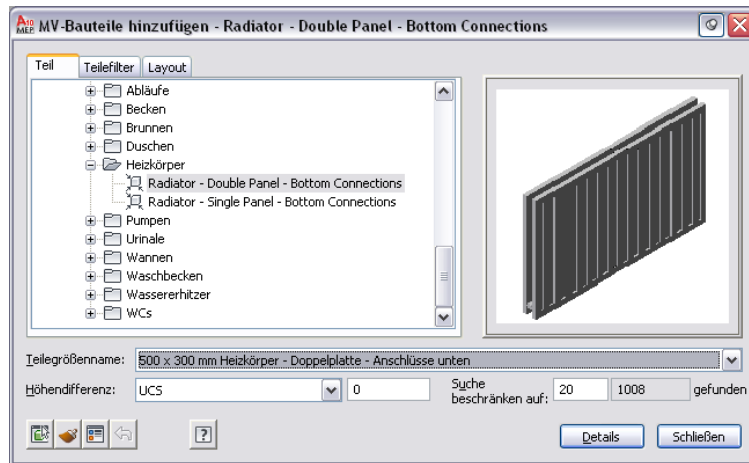 A10 MEP MV-Bauteile hinzufügen - Radiator - Double Panel - Bottom Connections
Teil Teilefilter Layout
Abläufe
Becken
Brunnen
Duschen
Heizkörper
Radiator - Double Panel - Bottom Connections
Radiator - Single Panel - Bottom Connections
Pumpen
Urinale
Wannen
Waschbecken
Wassererhitzer
WCs
Teilegrößenname: 500 x 300 mm Heizkörper - Doppelplatte - Anschlüsse unten
Höhendifferenz: UCS 0 Suche beschränken auf: 20 1008 gefunden
? Details Schließen